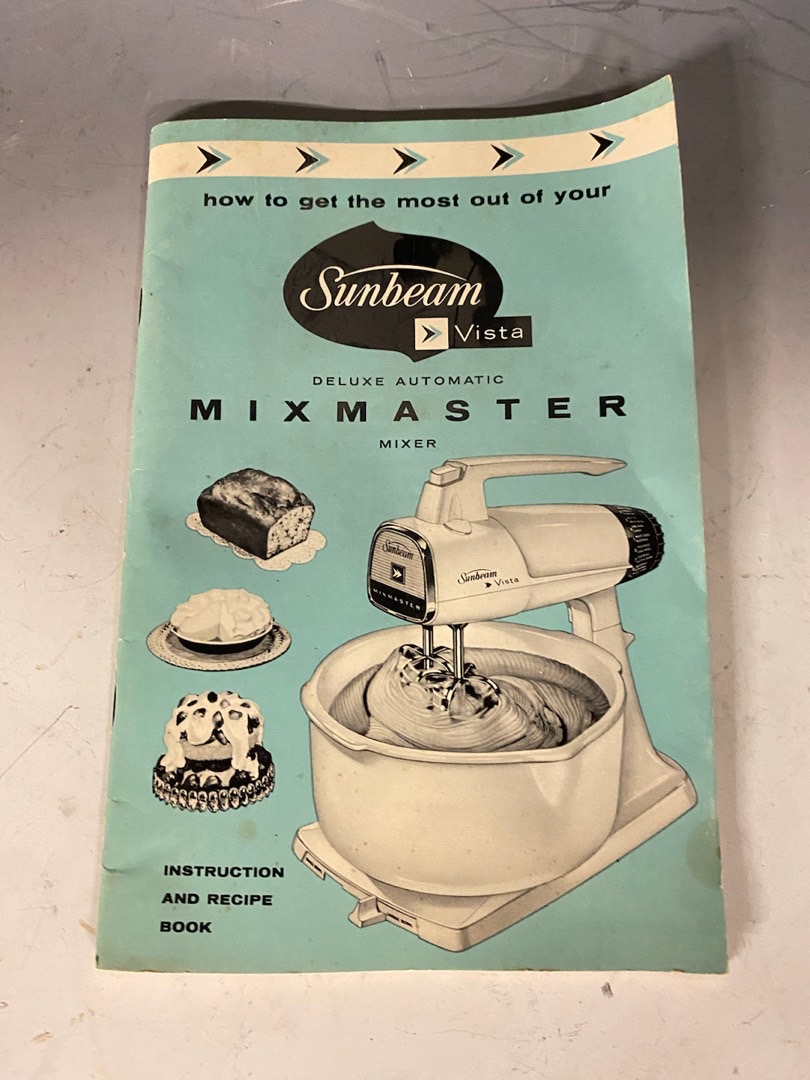 how to get the most out of your
Sunbeam
Vista
DELUXE AUTOMATIC
MIXMASTER
MIXER
Sunbeam
MIXMASTER
Sunbeam
Vista
INSTRUCTION
AND RECIPE
BOOK